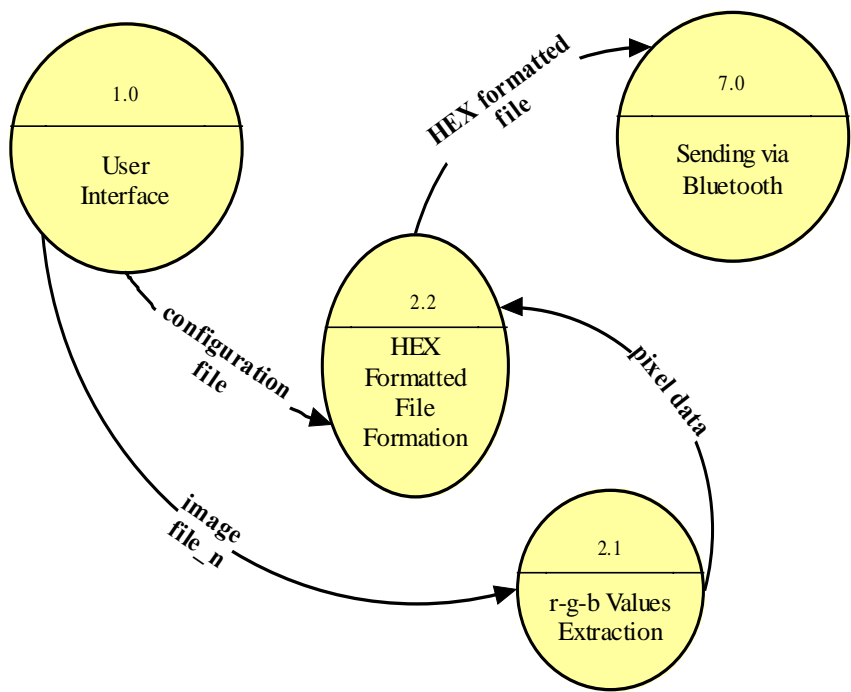 1.0
User
Interface
HEX formatted
file
7.0
Sending via
Bluetooth
configuration
file
2.2
HEX
Formatted
File
Formation
pixel data
image
file_n
2.1
r-g-b Values
Extraction